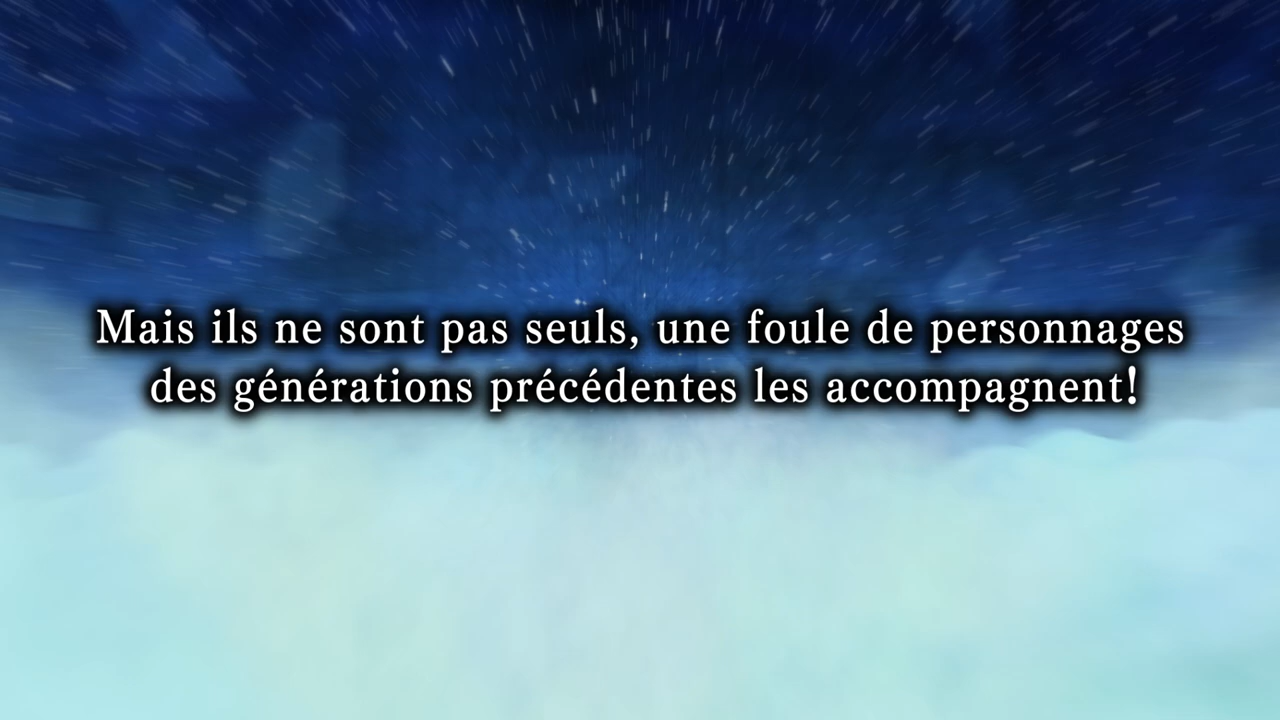 Mais ils ne sont pas seuls, une foule de personnages
des générations précédentes les accompagnent!